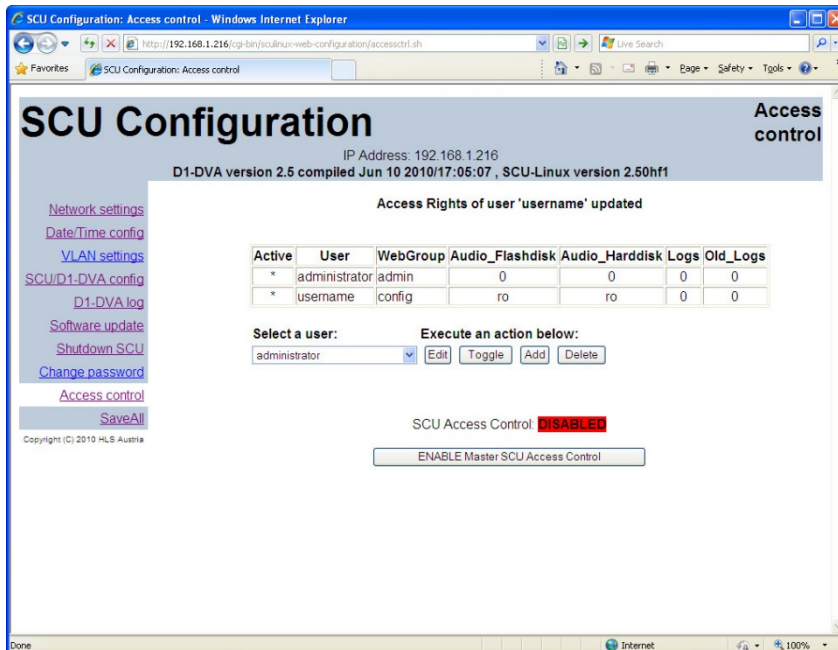 SCU Configuration: Access control - Windows Internet Explorer
http://192.168.1.216/cgi-bin/sculinux-web-configuration/accessctrl.sh
Live Search
Favorites SCU Configuration: Access control
Page Safety Tools
SCU Configuration
Access control
IP Address: 192.168.1.216
D1-DVA version 2.5 compiled Jun 10 2010/17:05:07 , SCU-Linux version 2.50hf1
Network settings
Date/Time config
VLAN settings
SCU/D1-DVA config
D1-DVA log
Software update
Shutdown SCU
Change password
Access control
SaveAll
Copyright (C) 2010 HLS Austria
Access Rights of user 'username' updated
Active User WebGroup Audio_Flashdisk Audio_Harddisk Logs Old_Logs
* administrator admin 0 0 0 0
* username config ro ro 0 0
Select a user: Execute an action below:
administrator Edit Toggle Add Delete
SCU Access Control: DISABLED
ENABLE Master SCU Access Control
Done Internet 100%